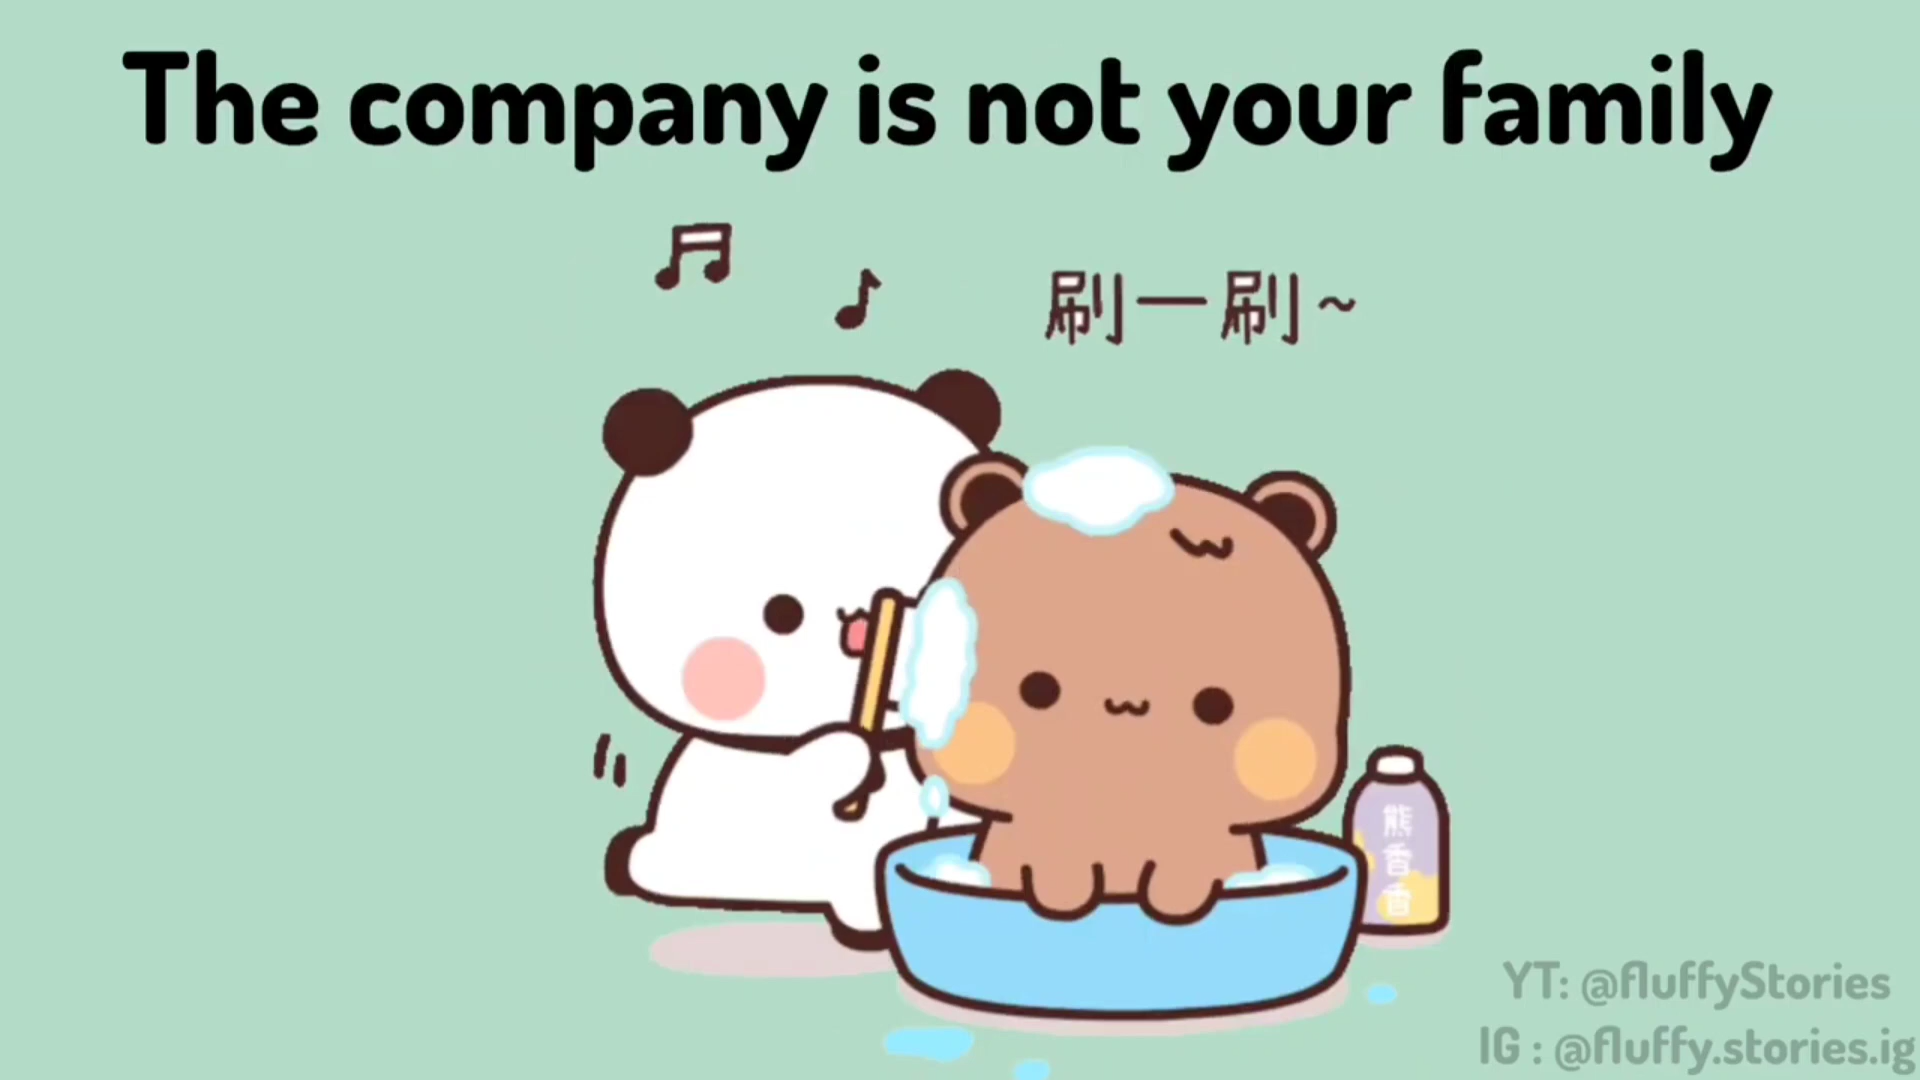 The company is not your family
刷一刷~
熊
香
香
YT: @fluffyStories
IG : @fluffy.stories.ig